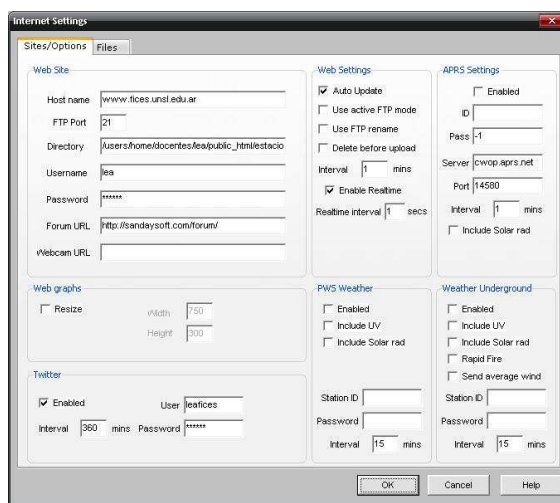 Internet Settings
Sites/Options
Files
Web Site
Host name www.fices.unsl.edu.ar
FTP Port 21
Directory /users/home/docentes/lea/public_html/estacio
Username lea
Password ******
Forum URL http://sandaysoft.com/forum/
Webcam URL
Web Settings
Auto Update
Use active FTP mode
Use FTP rename
Delete before upload
Interval 1 mins
Enable Realtime
Realtime interval 1 secs
APRS Settings
Enabled
ID
Pass -1
Server cwop.aprs.net
Port 14580
Interval 1 mins
Include Solar rad
Web graphs
Resize
Width 750
Height 300
Twitter
Enabled
User leafices
Interval 360 mins Password ******
PWS Weather
Enabled
Include UV
Include Solar rad
Station ID
Password
Interval 15 mins
Weather Underground
Enabled
Include UV
Include Solar rad
Rapid Fire
Send average wind
Station ID
Password
Interval 15 mins
OK
Cancel
Help